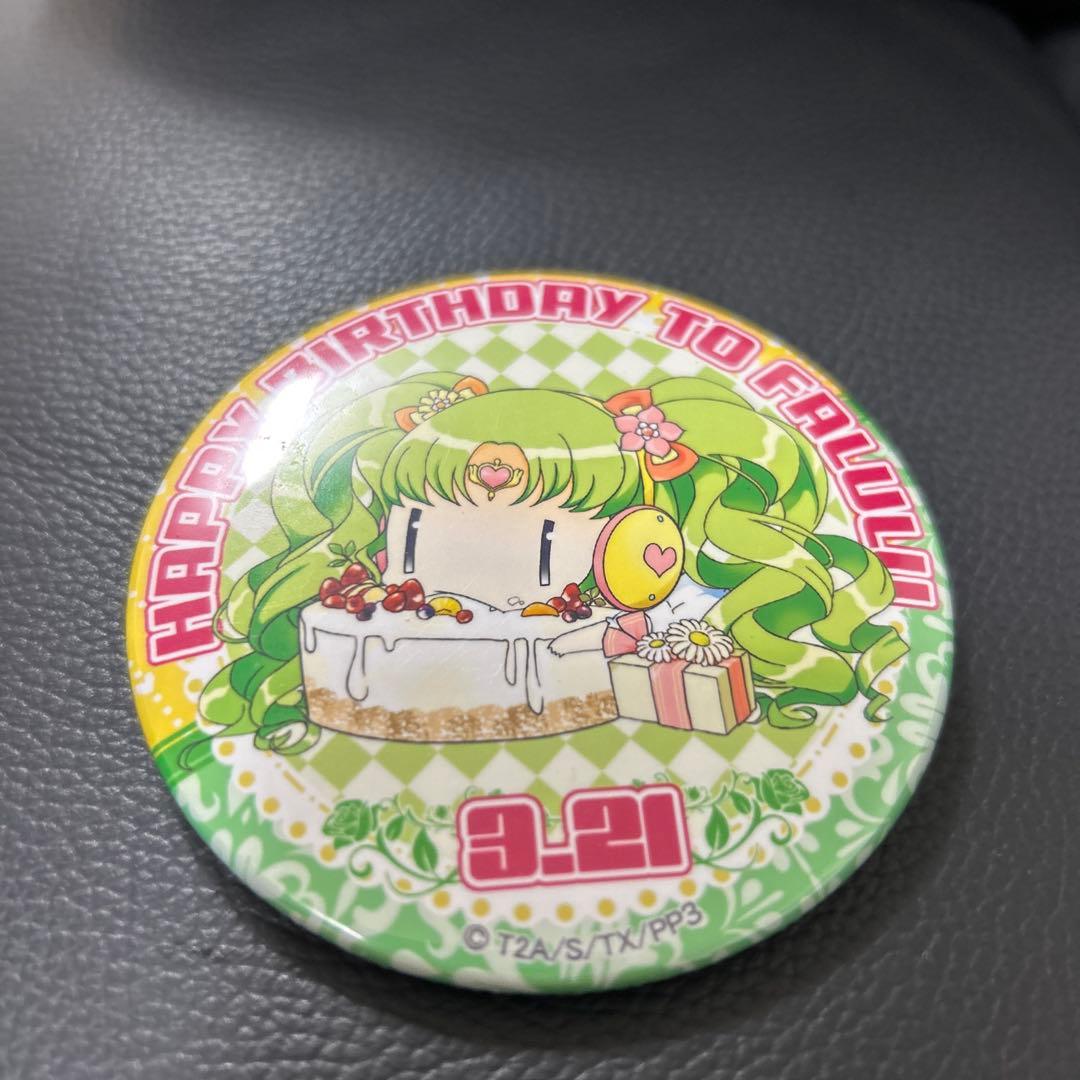 HAPPY BIRTHDAY TO FALULU!
3.21
© T2A/S/TX/PP3